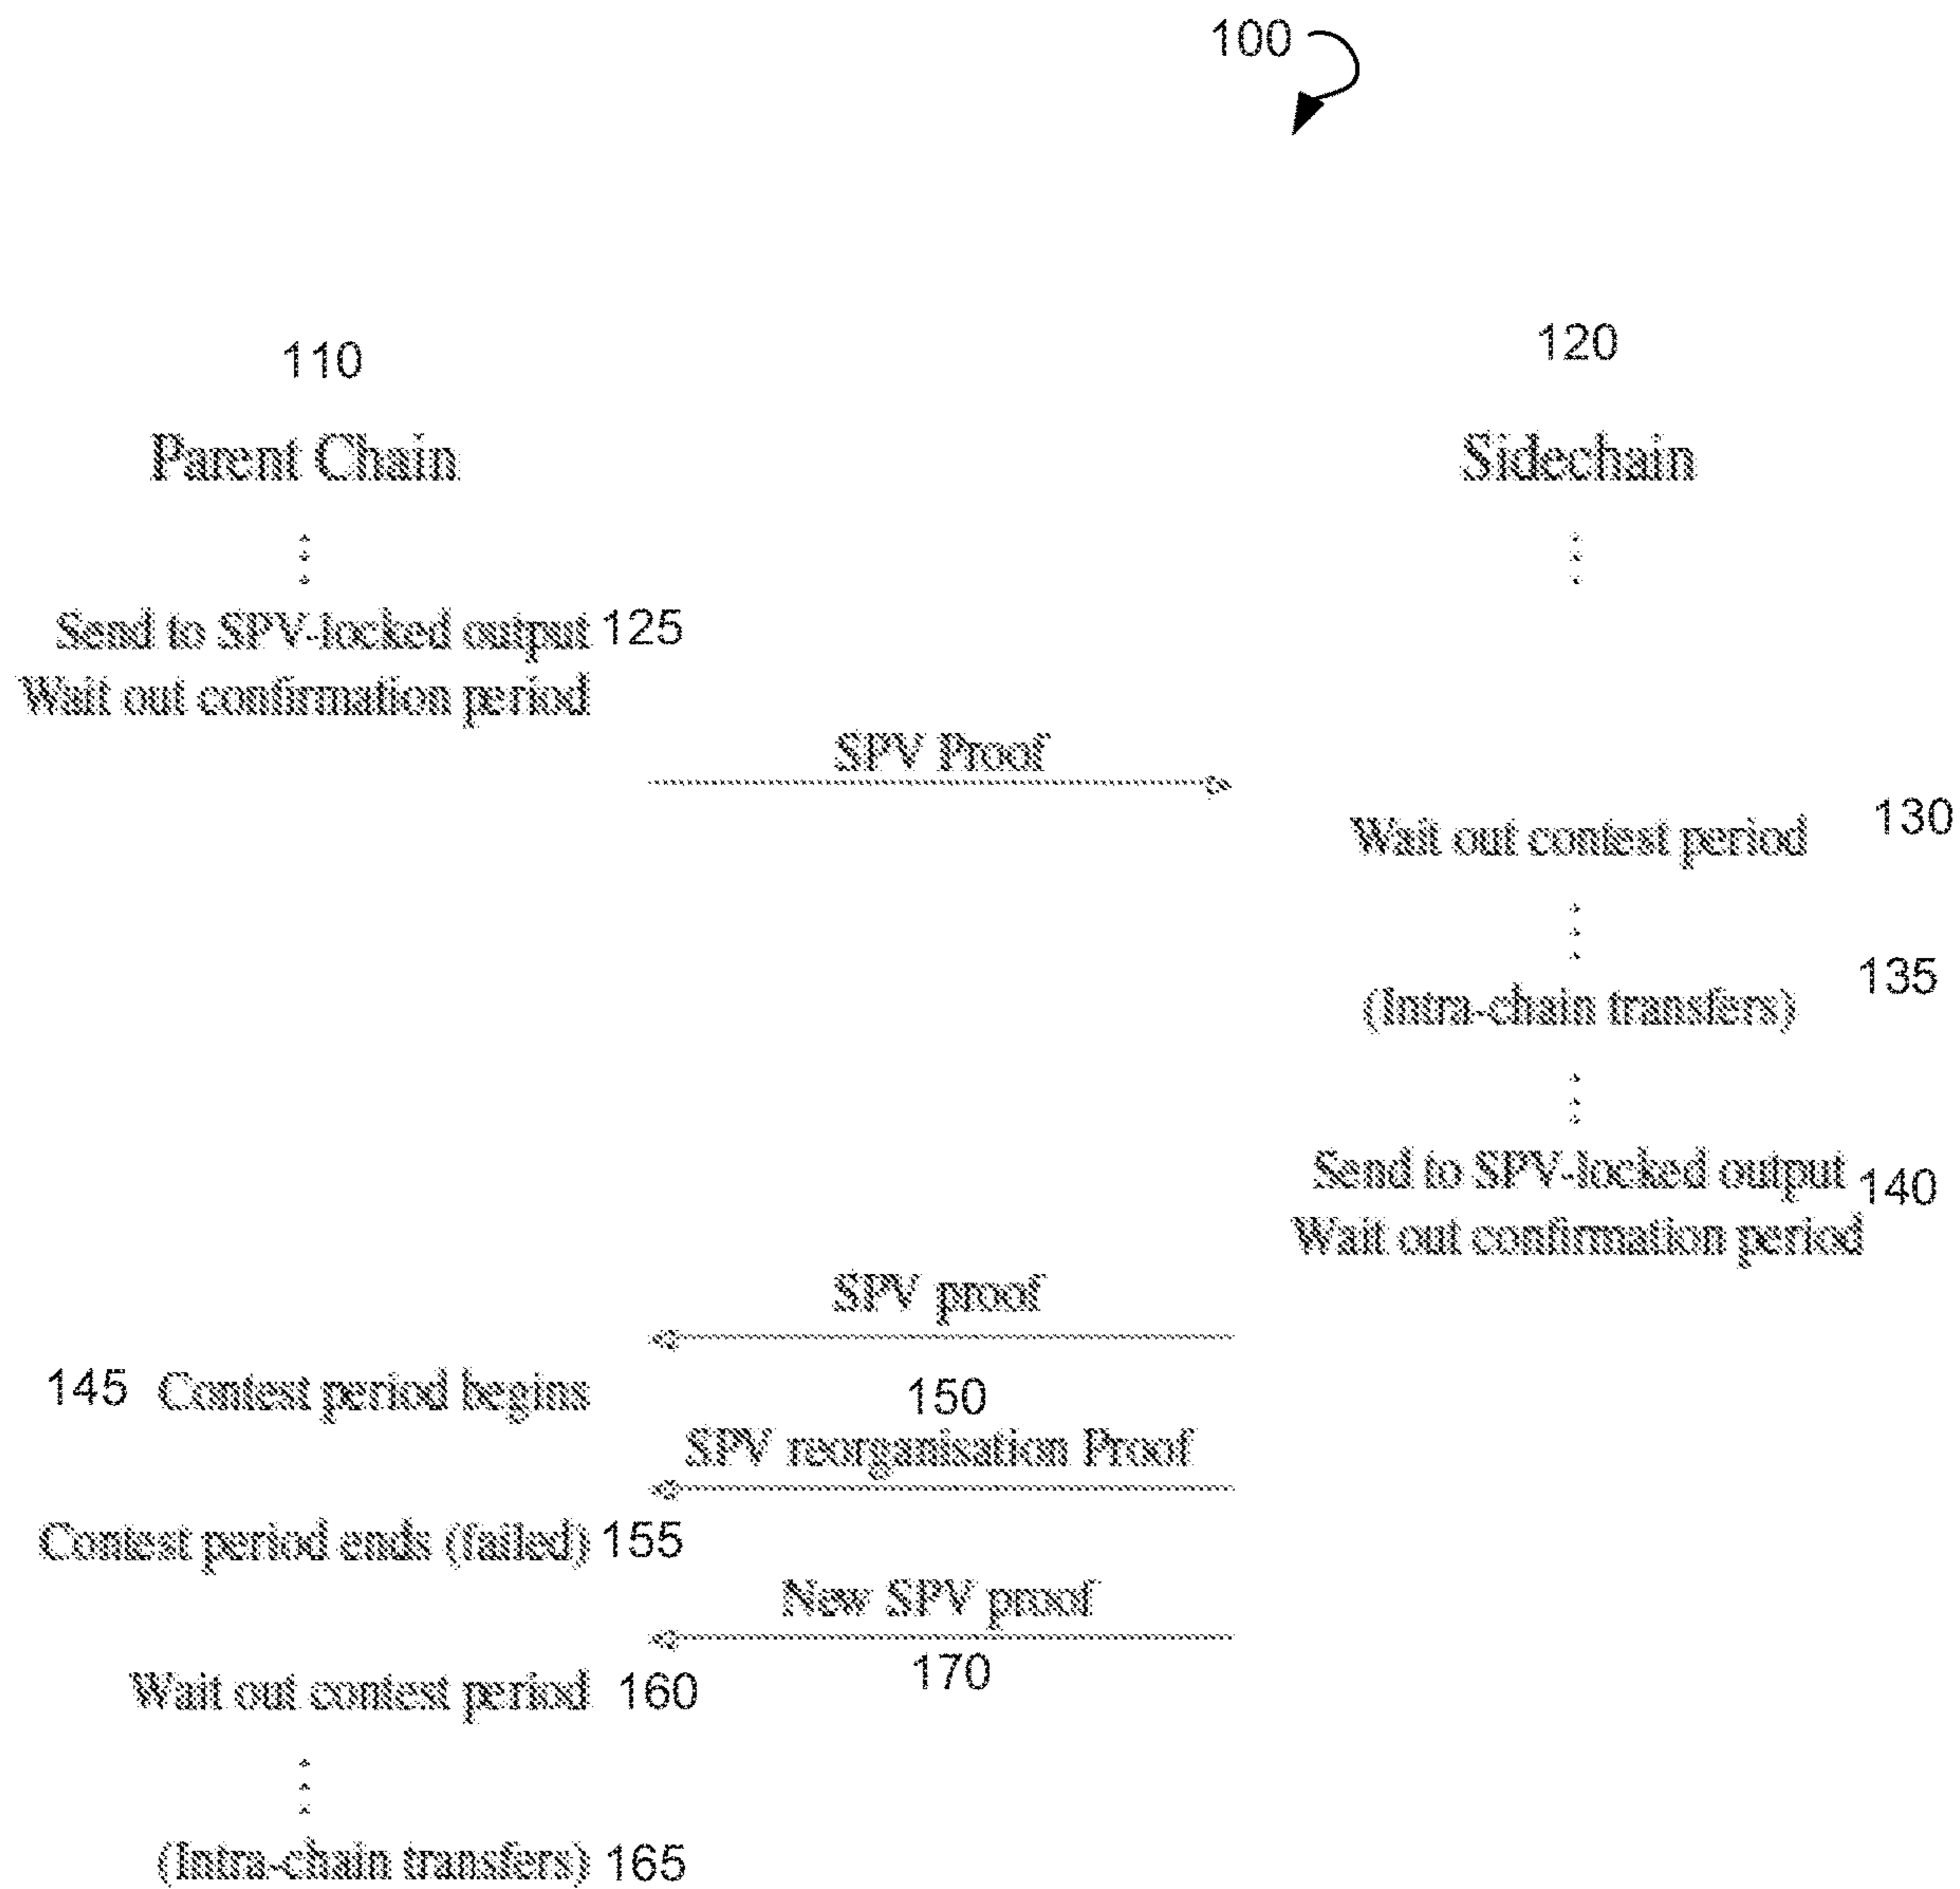 100
110
120
Parent Chain
Sidechain
Send to SPV-locked output 125
Wait out confirmation period
SPV Proof
Wait out contest period 130
(Intra-chain transfers) 135
Send to SPV-locked output 140
Wait out confirmation period
SPV proof
145 Contest period begins
150
SPV reorganisation Proof
Contest period ends (failed) 155
New SPV proof
170
Wait out contest period 160
(Intra-chain transfers) 165